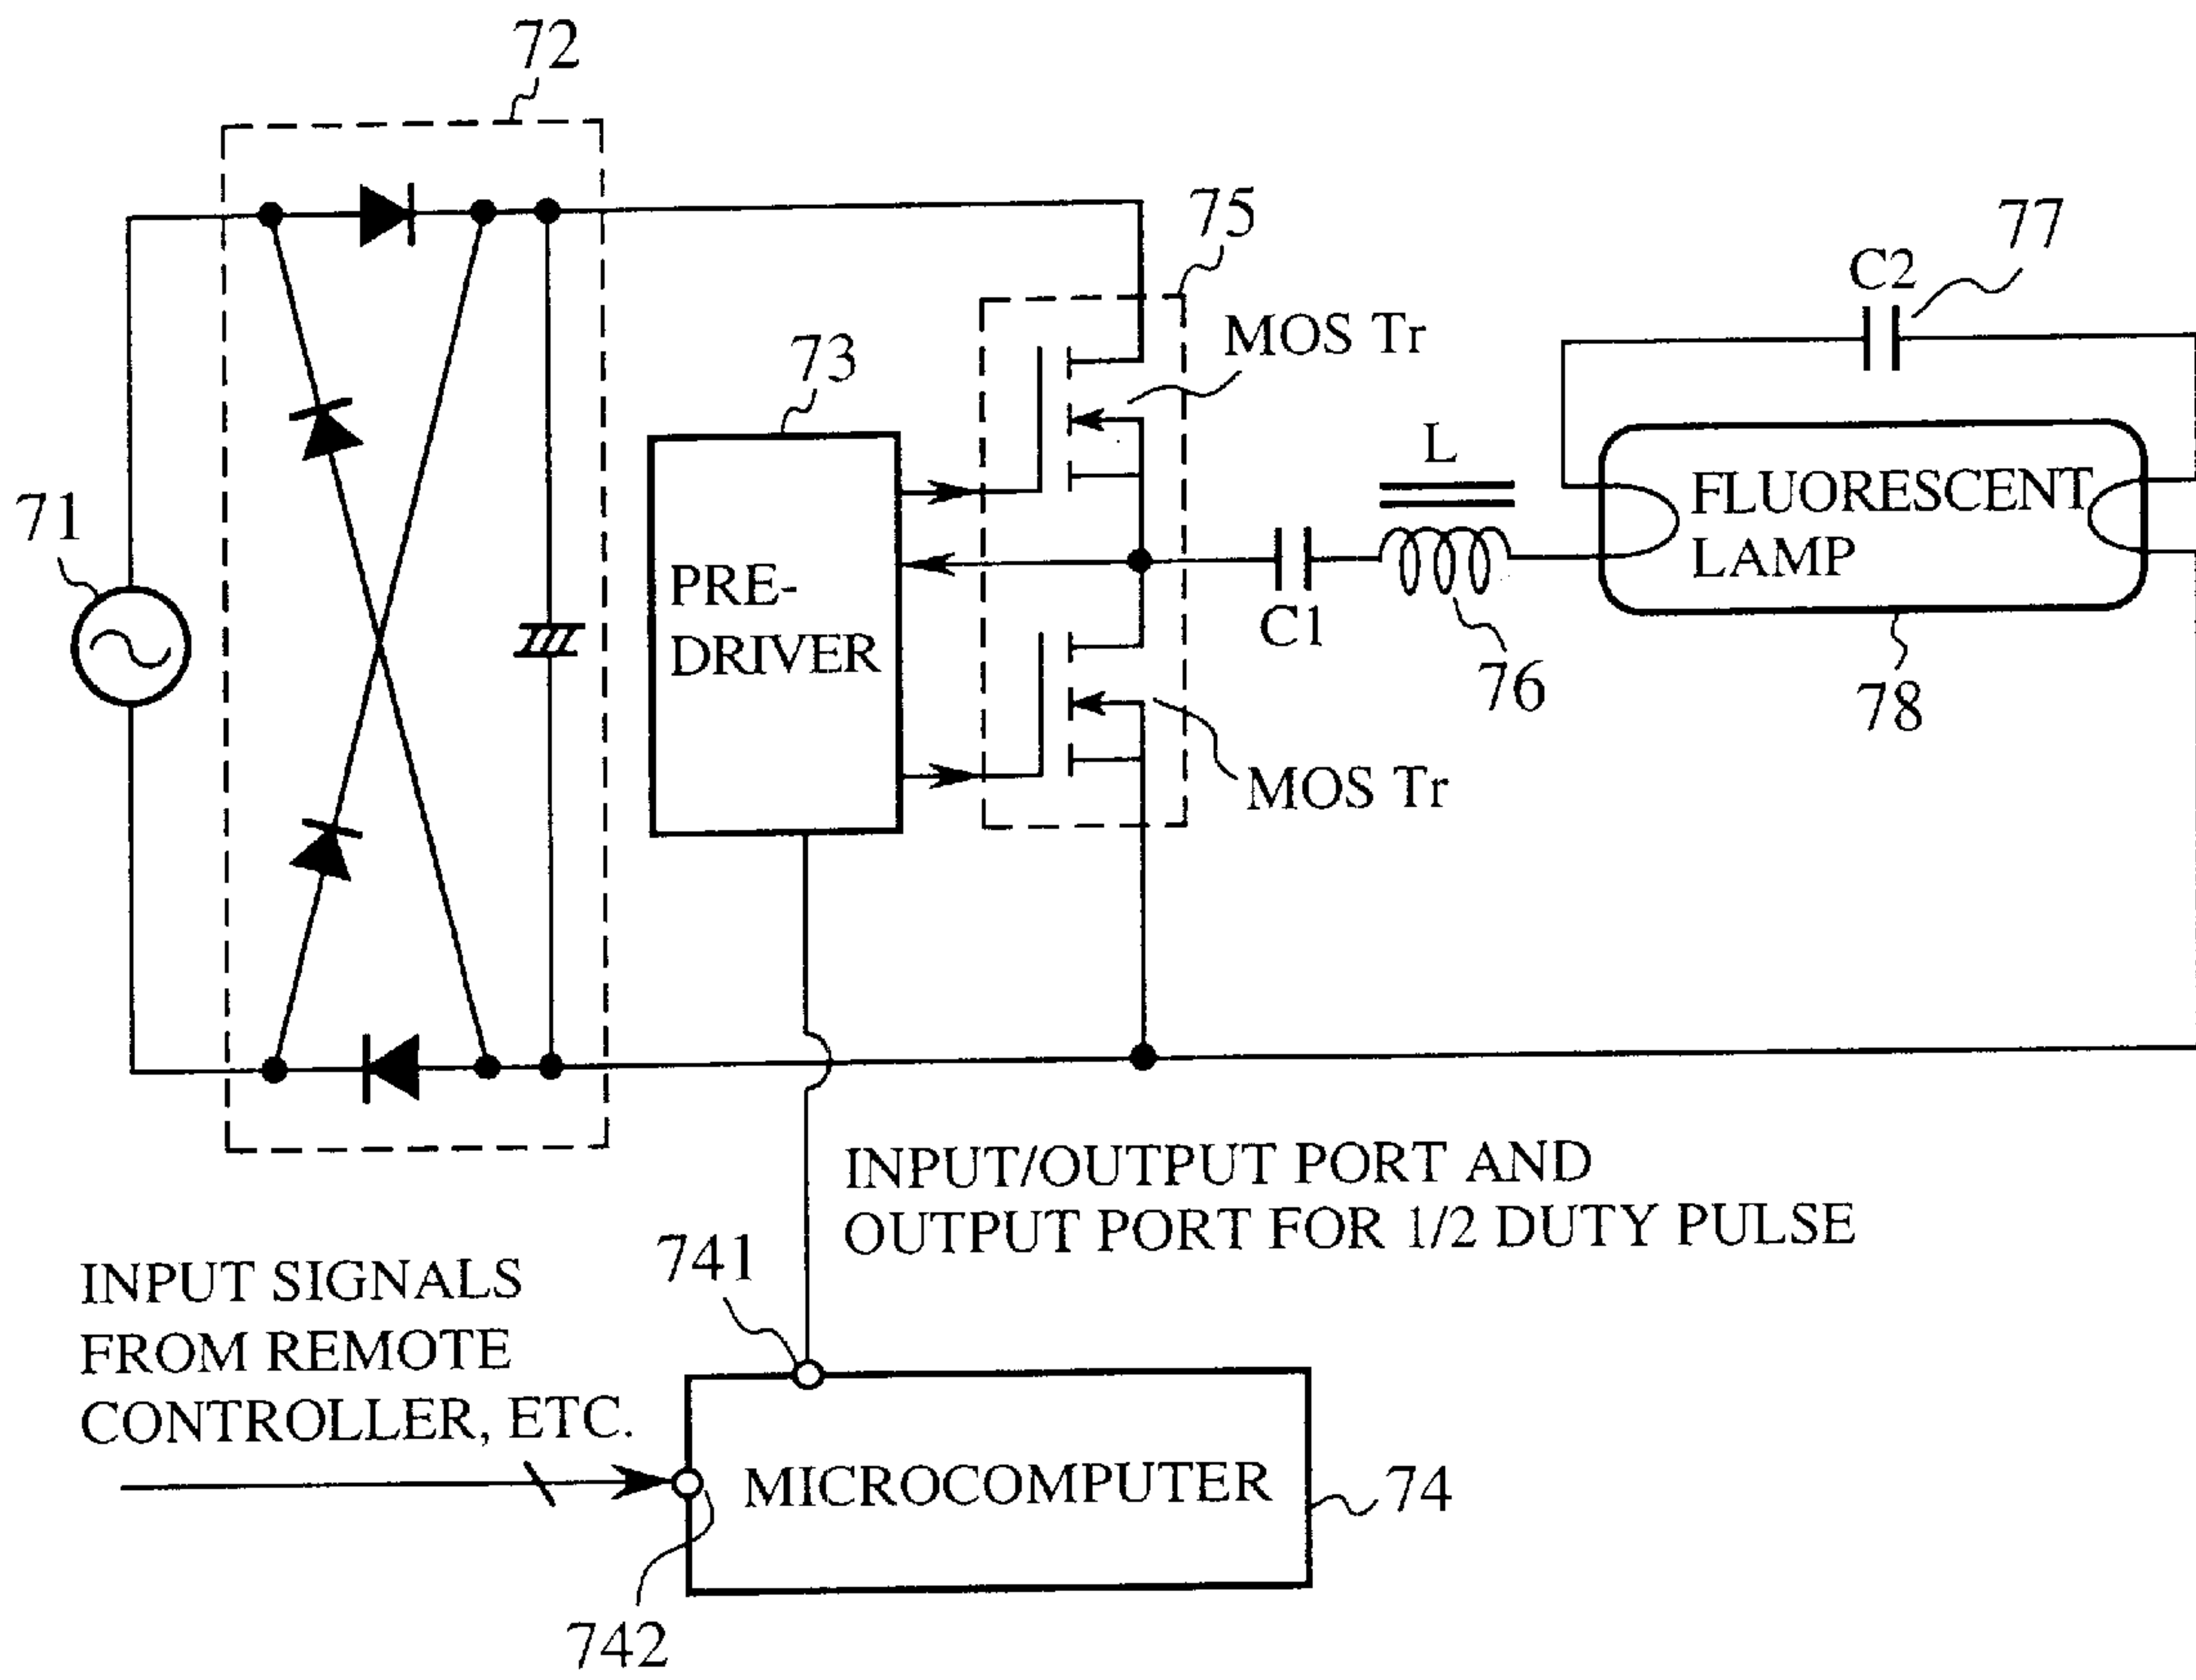 72
75
77
C2
MOS Tr
73
L
FLUORESCENT
LAMP
71
PRE-
DRIVER
C1
76
78
MOS Tr
INPUT/OUTPUT PORT AND
OUTPUT PORT FOR 1/2 DUTY PULSE
741
INPUT SIGNALS
FROM REMOTE
CONTROLLER, ETC.
MICROCOMPUTER
74
742